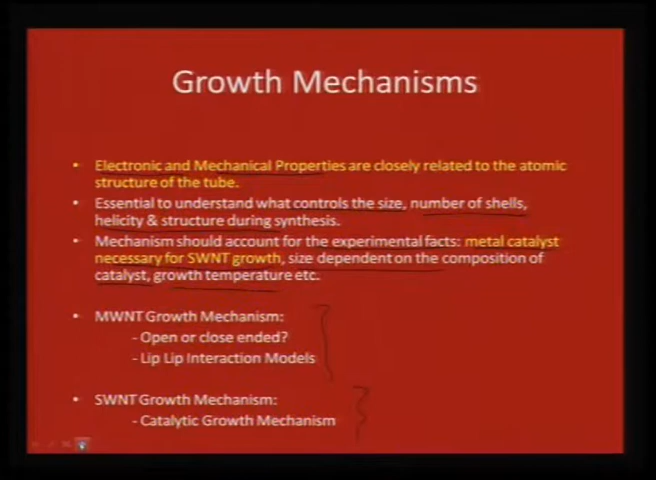 Growth Mechanisms
• Electronic and Mechanical Properties are closely related to the atomic
structure of the tube.
• Essential to understand what controls the size, number of shells,
helicity & structure during synthesis.
• Mechanism should account for the experimental facts: metal catalyst
necessary for SWNT growth, size dependent on the composition of
catalyst, growth temperature etc.
• MWNT Growth Mechanism:
- Open or close ended?
- Lip Lip Interaction Models
• SWNT Growth Mechanism:
- Catalytic Growth Mechanism